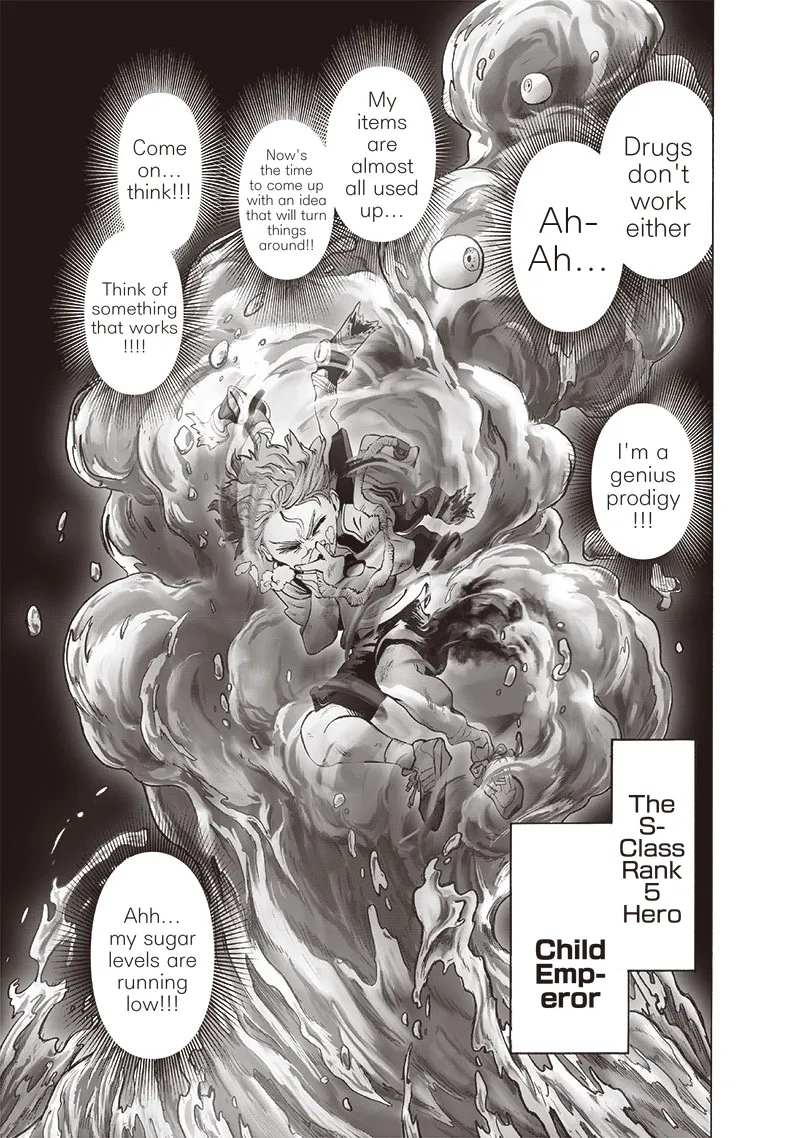 Drugs
don't
work
either
Ah-
Ah...
My
items
are
almost
all used
up...
Now's
the time
to come up
with an idea
that will turn
things
around!!
Come
on...
think!!!
Think of
something
that works
!!!!
I'm a
genius
prodigy
!!!
Ahh...
my sugar
levels are
running
low!!!
The
S-
Class
Rank
5
Hero
Child
Emp-
eror